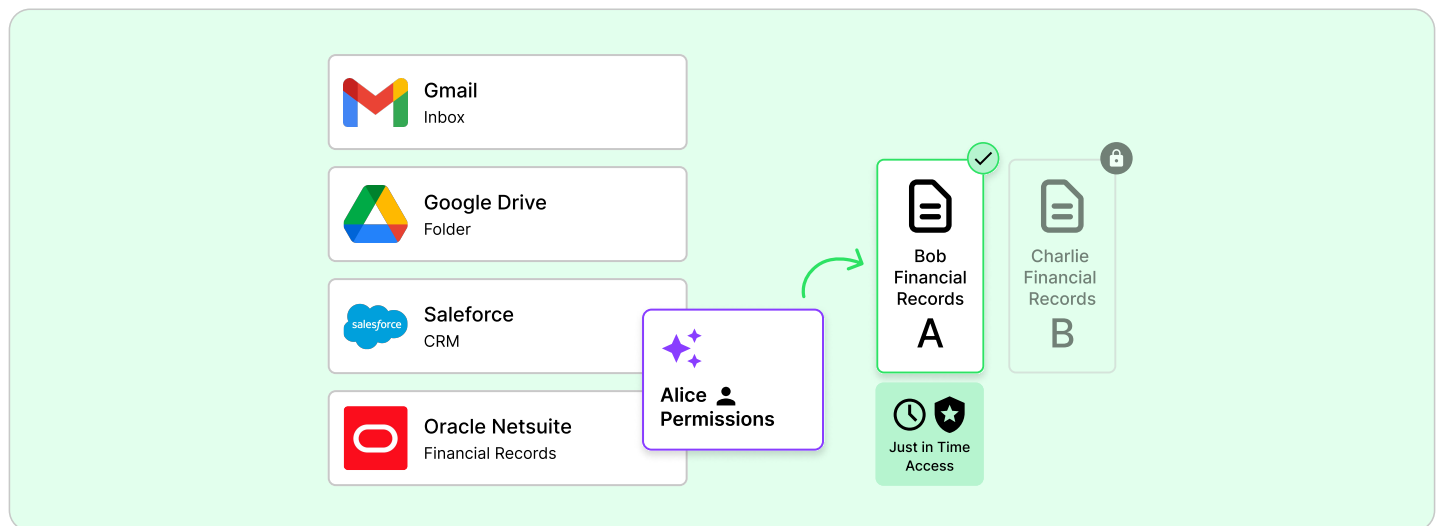 Gmail
Inbox
Google Drive
Folder
salesforce
Saleforce
CRM
Oracle Netsuite
Financial Records
Alice
Permissions
Bob
Financial
Records
A
Charlie
Financial
Records
B
Just in Time
Access